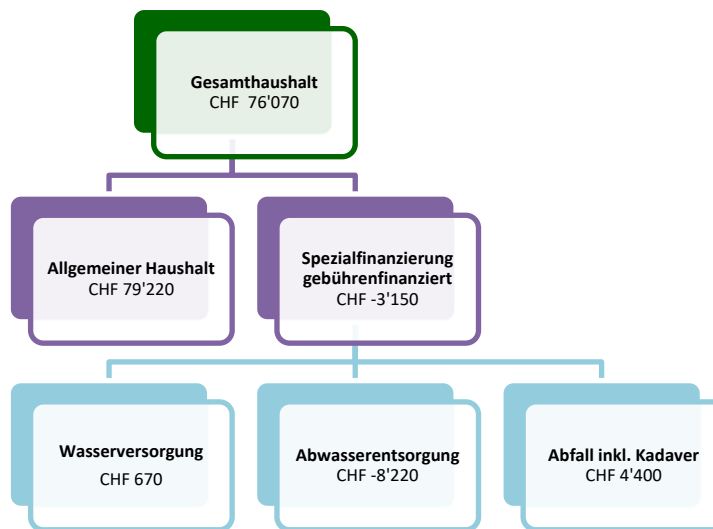 Gesamthaushalt
CHF  76'070
Allgemeiner Haushalt
CHF 79'220
Spezialfinanzierung
gebührenfinanziert
CHF -3'150
Wasserversorgung
CHF 670
Abwasserentsorgung
CHF -8'220
Abfall inkl. Kadaver
CHF 4'400